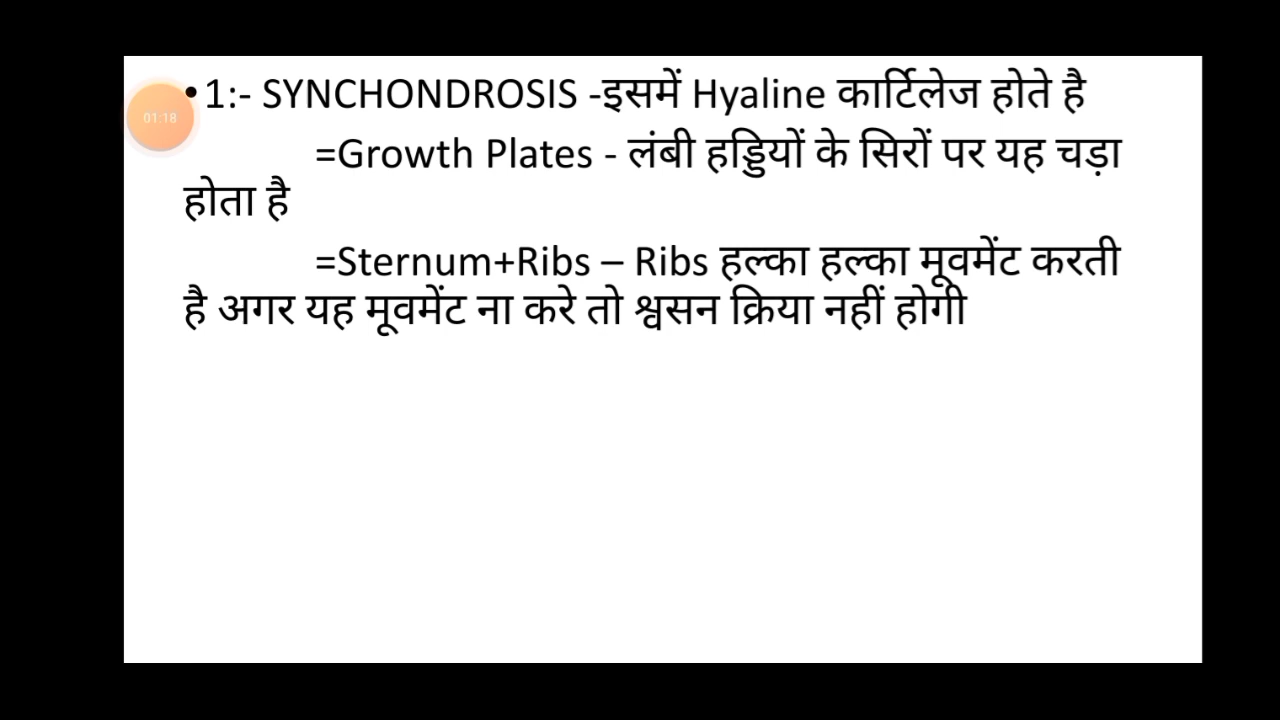 • 1:- SYNCHONDROSIS -इसमें Hyaline कार्टिलेज होते है
01:18
=Growth Plates - लंबी हड्डियों के सिरों पर यह चड़ा
होता है
=Sternum+Ribs – Ribs हल्का हल्का मूवमेंट करती
है अगर यह मूवमेंट ना करे तो श्वसन क्रिया नहीं होगी